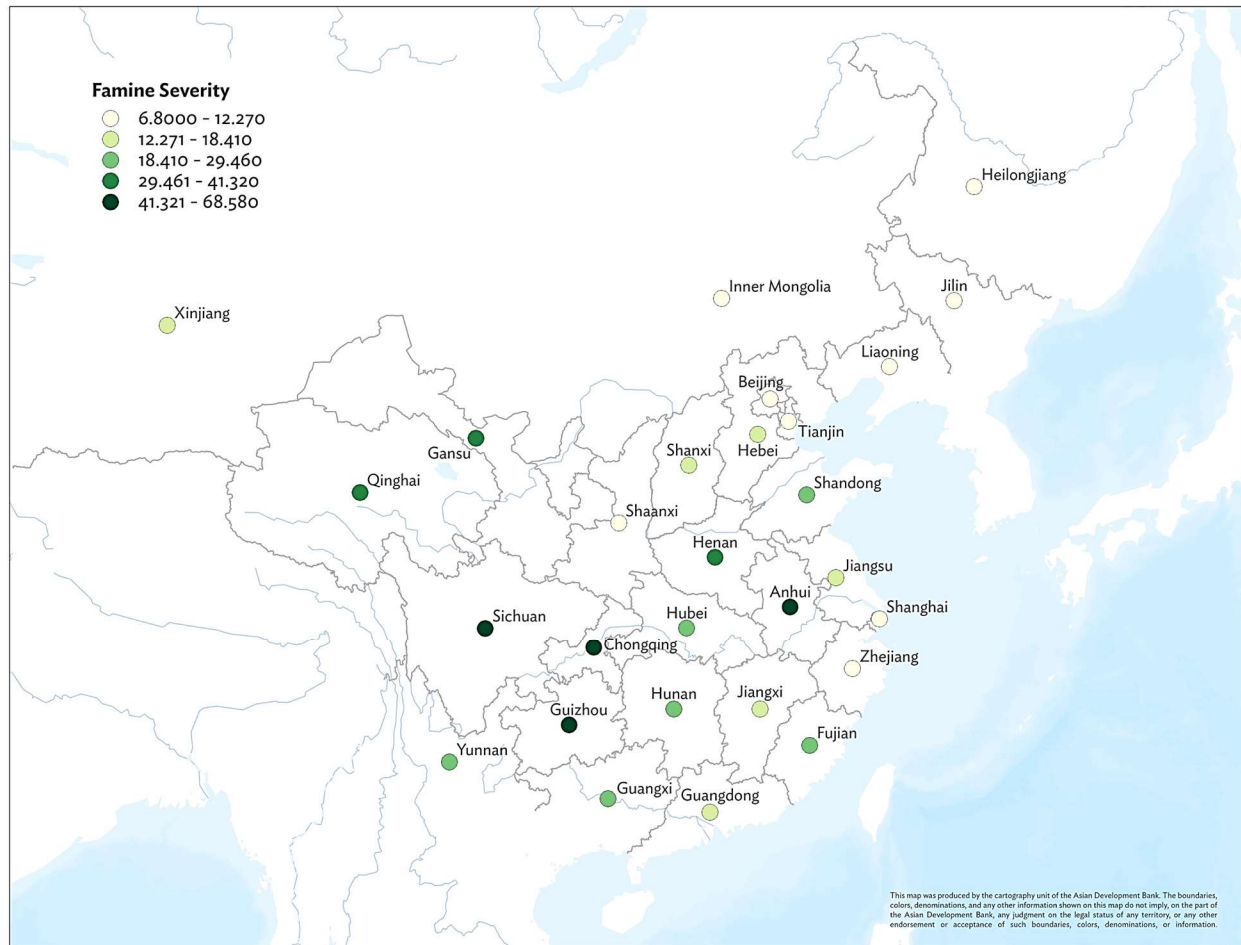 Famine Severity
6.8000 – 12.270
12.271 – 18.410
18.410 – 29.460
29.461 – 41.320
41.321 – 68.580
Heilongjiang
Inner Mongolia
Jilin
Xinjiang
Liaoning
Beijing
Tianjin
Gansu
Shanxi
Hebei
Qinghai
Shandong
Shaanxi
Henan
Jiangsu
Anhui
Shanghai
Sichuan
Hubei
Chongqing
Zhejiang
Guizhou
Hunan
Jiangxi
Yunnan
Fujian
Guangxi
Guangdong
This map was produced by the cartography unit of the Asian Development Bank. The boundaries,
colors, denominations, and any other information shown on this map do not imply, on the part of
the Asian Development Bank, any judgment on the legal status of any territory, or any other
endorsement or acceptance of such boundaries, colors, denominations, or information.